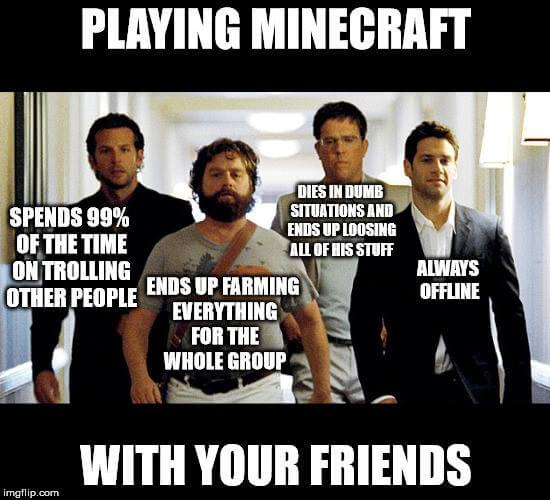 PLAYING MINECRAFT
SPENDS 99%
OF THE TIME
ON TROLLING
OTHER PEOPLE
ENDS UP FARMING
EVERYTHING
FOR THE
WHOLE GROUP
DIES IN DUMB
SITUATIONS AND
ENDS UP LOOSING
ALL OF HIS STUFF
ALWAYS
OFFLINE
WITH YOUR FRIENDS
imgflip.com